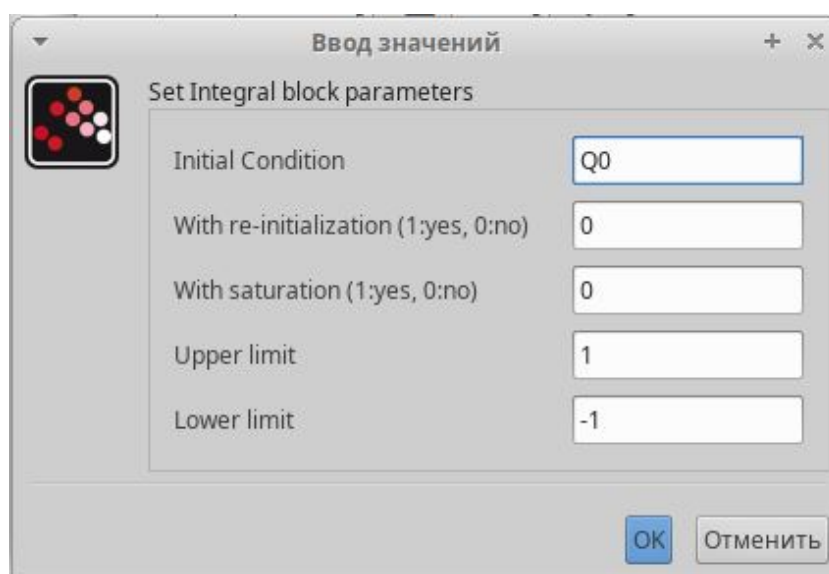 Ввод значений
Set Integral block parameters
Initial Condition
Q0
With re-initialization (1:yes, 0:no)
0
With saturation (1:yes, 0:no)
0
Upper limit
1
Lower limit
-1
OK
Отменить